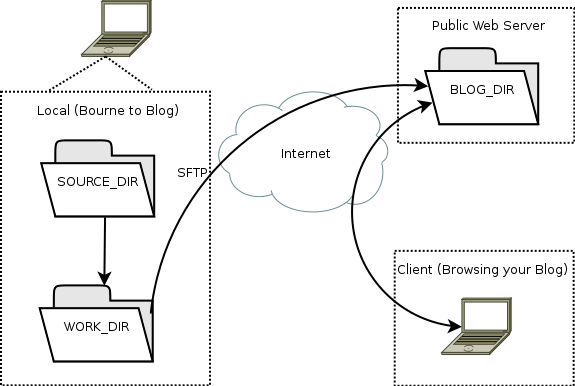 Public Web Server
BLOG_DIR
Local (Bourne to Blog)
Internet
SFTP
SOURCE_DIR
Client (Browsing your Blog)
WORK_DIR